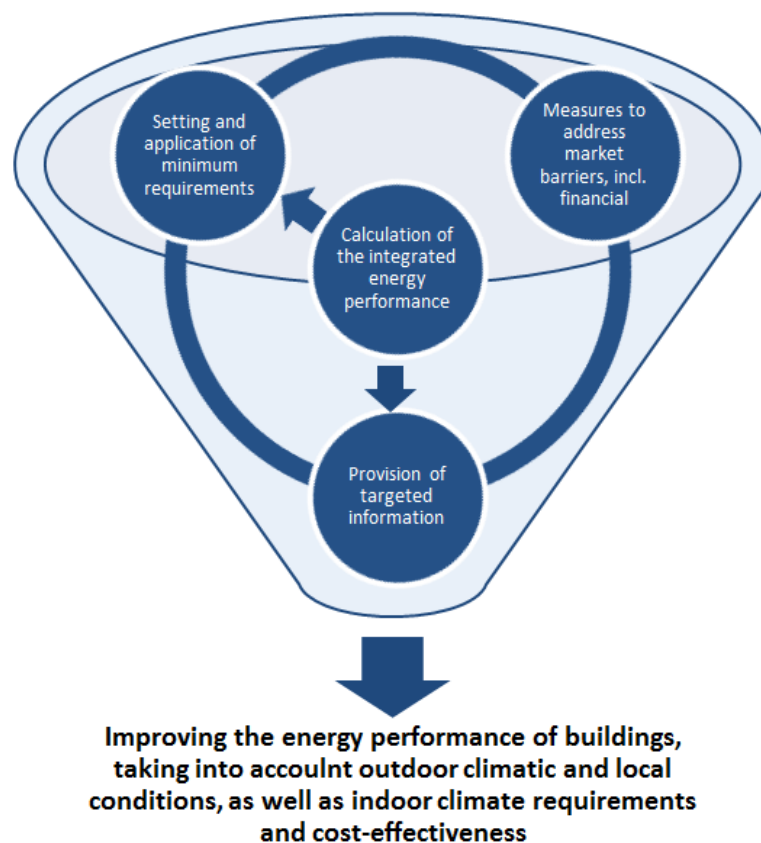 Setting and
application of
minimum
requirements
Measures to
address
market
barriers, incl.
financial
Calculation of
the integrated
energy
performance
Provision of
targeted
information
Improving the energy performance of buildings,
taking into accoulnt outdoor climatic and local
conditions, as well as indoor climate requirements
and cost-effectiveness